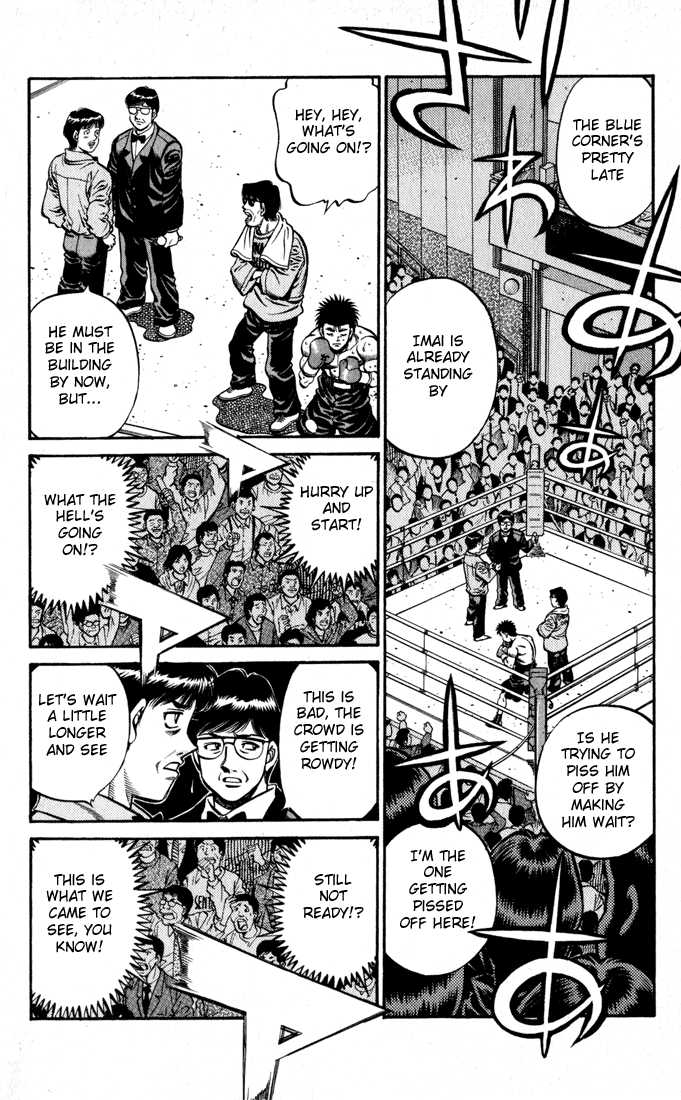 THE BLUE
CORNER'S
PRETTY
LATE
IMAI IS
ALREADY
STANDING
BY
IS HE
TRYING TO
PISS HIM
OFF BY
MAKING
HIM WAIT?
I'M THE
ONE
GETTING
PISSED
OFF HERE!
HEY, HEY,
WHAT'S
GOING ON!?
HE MUST
BE IN THE
BUILDING
BY NOW,
BUT...
HURRY UP
AND
START!
WHAT THE
HELL'S
GOING
ON!?
THIS IS
BAD, THE
CROWD IS
GETTING
ROWDY!
LET'S WAIT
A LITTLE
LONGER
AND SEE
STILL
NOT
READY!?
THIS IS
WHAT WE
CAME TO
SEE, YOU
KNOW!